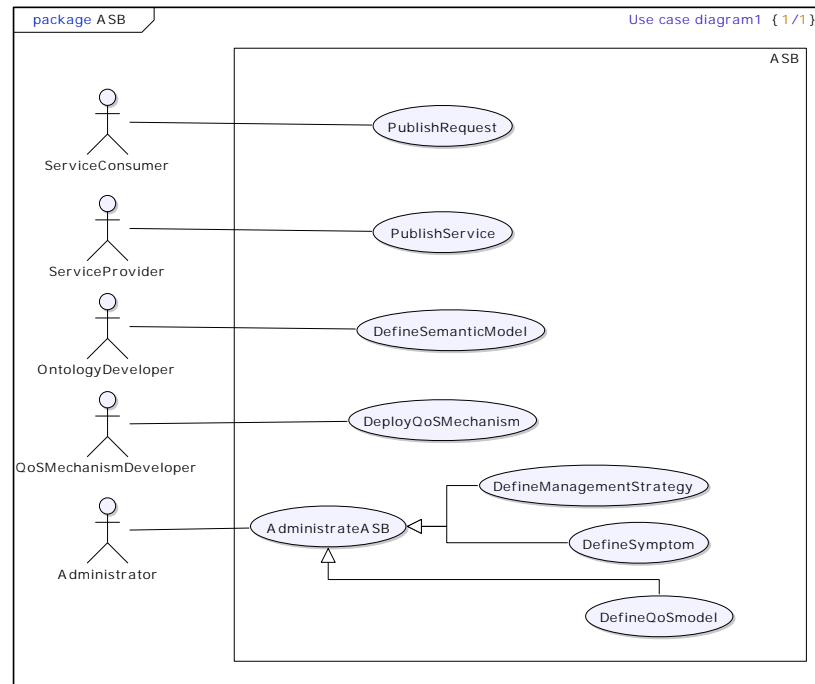 package ASB
Use case diagram1 {1/1}
ASB
PublishRequest
ServiceConsumer
PublishService
ServiceProvider
DefineSemanticModel
OntologyDeveloper
DeployQoSMechanism
QoSMechanismDeveloper
DefineManagementStrategy
AdministrateASB
DefineSymptom
Administrator
DefineQoSmodel